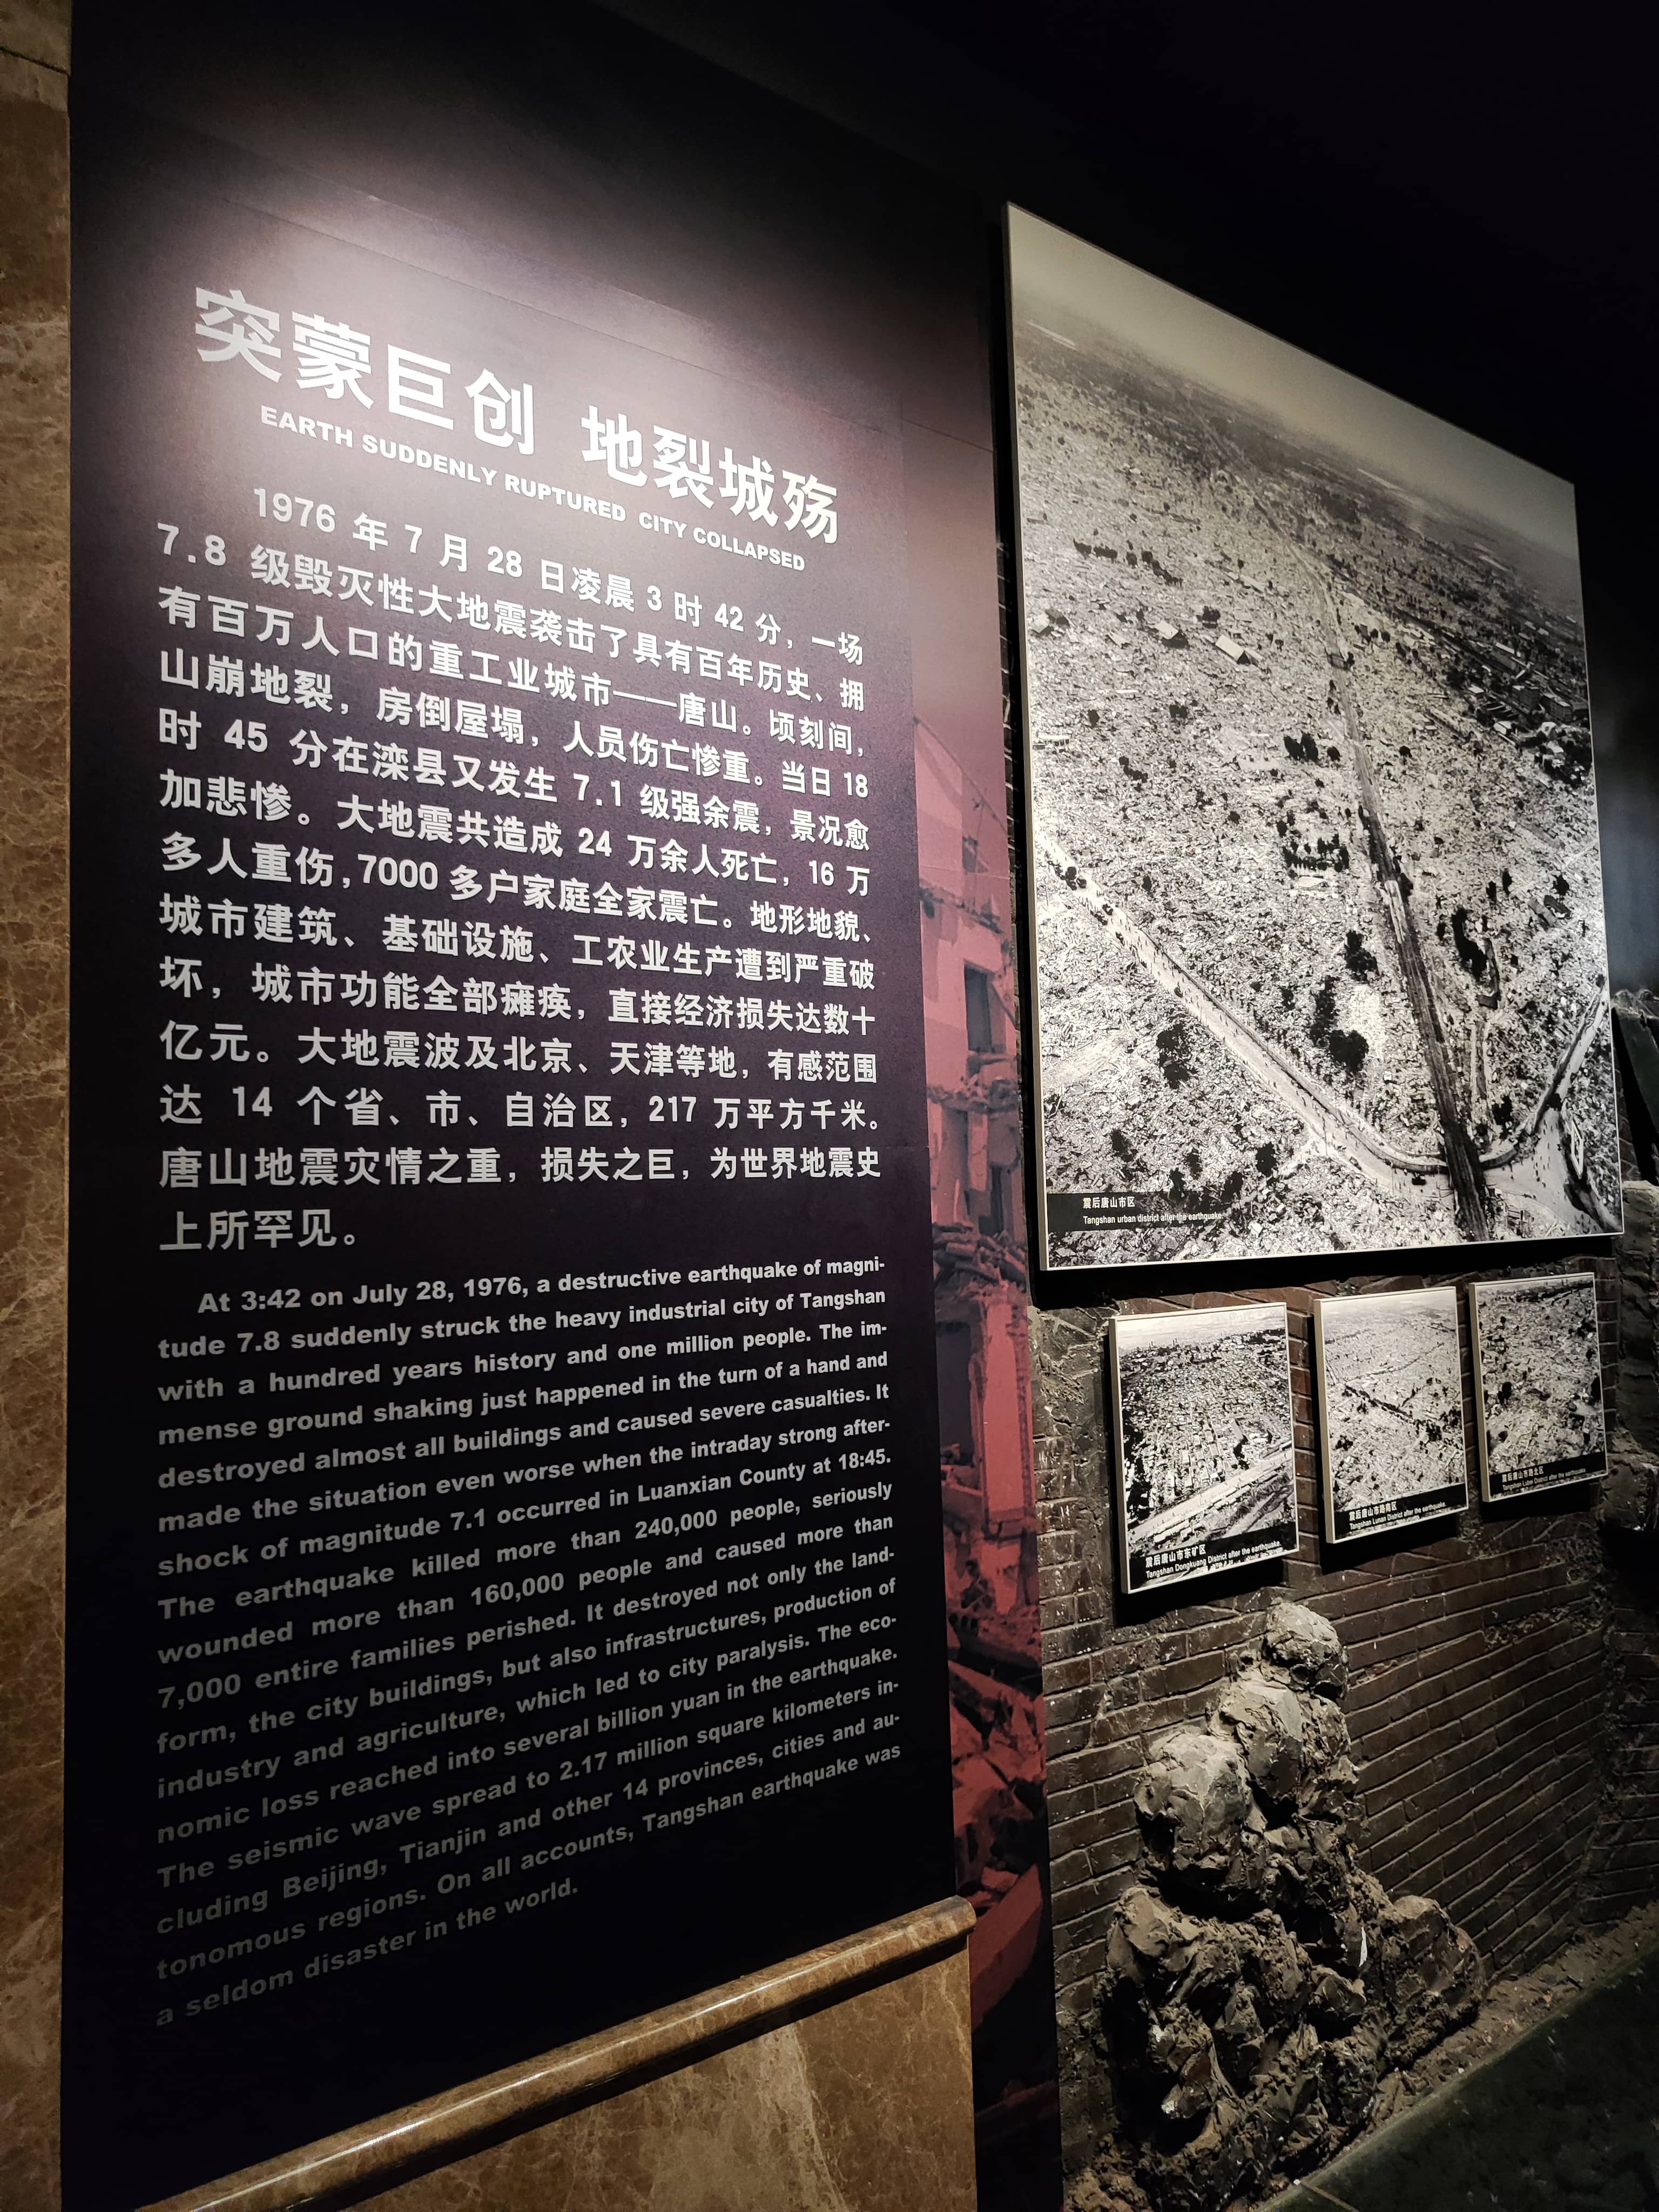 突蒙巨创 地裂城殇
EARTH SUDDENLY RUPTURED CITY COLLAPSED
1976 年 7 月 28 日凌晨 3 时 42 分，一场
7.8 级毁灭性大地震袭击了具有百年历史、拥
有百万人口的重工业城市——唐山。顷刻间，
山崩地裂，房倒屋塌，人员伤亡惨重。当日 18
时 45 分在滦县又发生 7.1 级强余震，景况愈
加悲惨。大地震共造成 24 万余人死亡，16 万
多人重伤,7000 多户家庭全家震亡。地形地貌、
城市建筑、基础设施、工农业生产遭到严重破
坏，城市功能全部瘫痪，直接经济损失达数十
亿元。大地震波及北京、天津等地，有感范围
达 14 个省、市、自治区，217 万平方千米。
唐山地震灾情之重，损失之巨，为世界地震史
上所罕见。
At 3:42 on July 28, 1976, a destructive earthquake of magni-
tude 7.8 suddenly struck the heavy industrial city of Tangshan
with a hundred years history and one million people. The im-
mense ground shaking just happened in the turn of a hand and
destroyed almost all buildings and caused severe casualties. It
made the situation even worse when the intraday strong after-
shock of magnitude 7.1 occurred in Luanxian County at 18:45.
The earthquake killed more than 240,000 people, seriously
wounded more than 160,000 people and caused more than
7,000 entire families perished. It destroyed not only the land-
form, the city buildings, but also infrastructures, production of
industry and agriculture, which led to city paralysis. The eco-
nomic loss reached into several billion yuan in the earthquake.
The seismic wave spread to 2.17 million square kilometers in-
cluding Beijing, Tianjin and other 14 provinces, cities and au-
tonomous regions. On all accounts, Tangshan earthquake was
a seldom disaster in the world.
震后唐山市区
Tangshan urban district after the earthquake.
震后唐山市东矿区
Tangshan Dongkuang District after the earthquake.
震后唐山市路南区
Tangshan Lunan District after the earthquake.
震后唐山市路北区
Tangshan Lubei District after the earthquake.